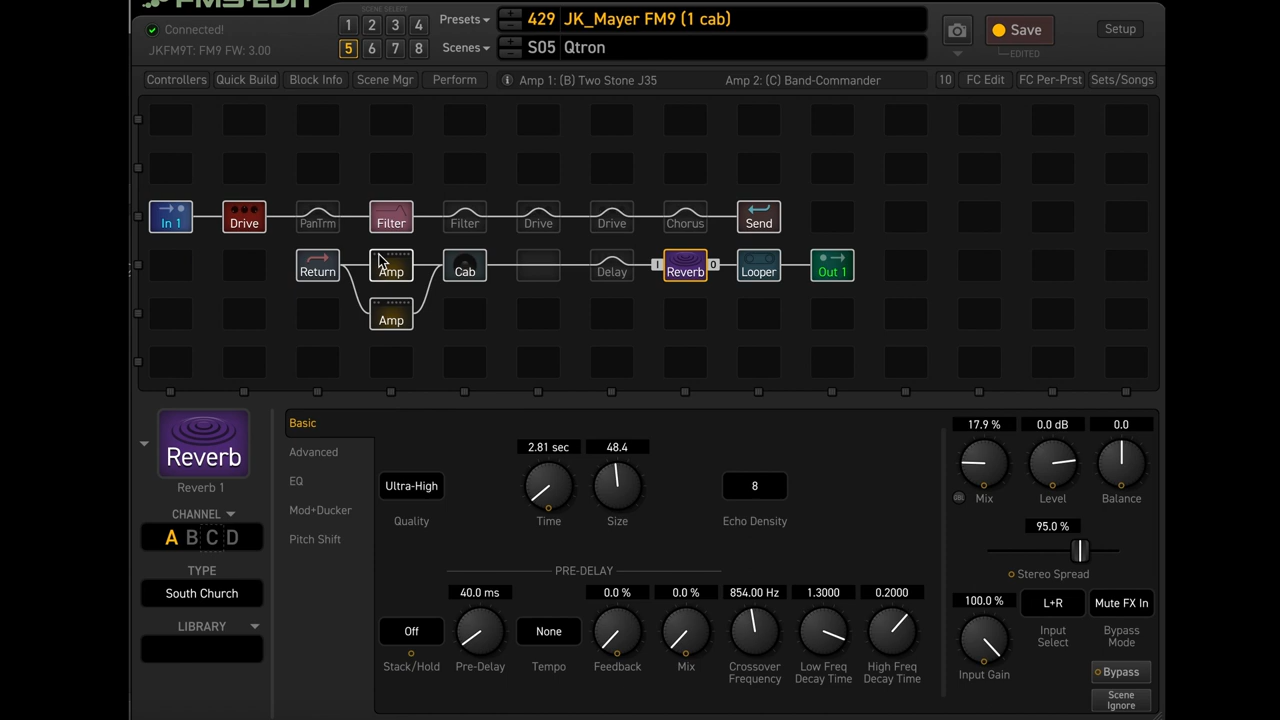 FM9-EDIT
Connected!
JKFM9T: FM9 FW: 3.00
SCENE SELECT
1 2 3 4
5 6 7 8
Presets
Scenes
429 JK_Mayer FM9 (1 cab)
S05 Qtron
Save
EDITED
Setup
Controllers Quick Build Block Info Scene Mgr Perform
Amp 1: (B) Two Stone J35 Amp 2: (C) Band-Commander
10 FC Edit FC Per-Prst Sets/Songs
In 1 Drive PanTrm Filter Filter Drive Drive Chorus Send
Return Amp Cab Delay I Reverb O Looper Out 1
Amp
Reverb
Reverb 1
CHANNEL
A B C D
TYPE
South Church
LIBRARY
Basic
Advanced
EQ
Mod+Ducker
Pitch Shift
2.81 sec 48.4
Ultra-High 8
Quality Time Size Echo Density
PRE-DELAY
40.0 ms 0.0 % 0.0 % 854.00 Hz 1.3000 0.2000
Off None
Stack/Hold Pre-Delay Tempo Feedback Mix Crossover Frequency Low Freq Decay Time High Freq Decay Time
17.9 % 0.0 dB 0.0
Mix Level Balance
95.0 %
Stereo Spread
100.0 % L+R Mute FX In
Input Gain Input Select Bypass Mode
Bypass
Scene Ignore